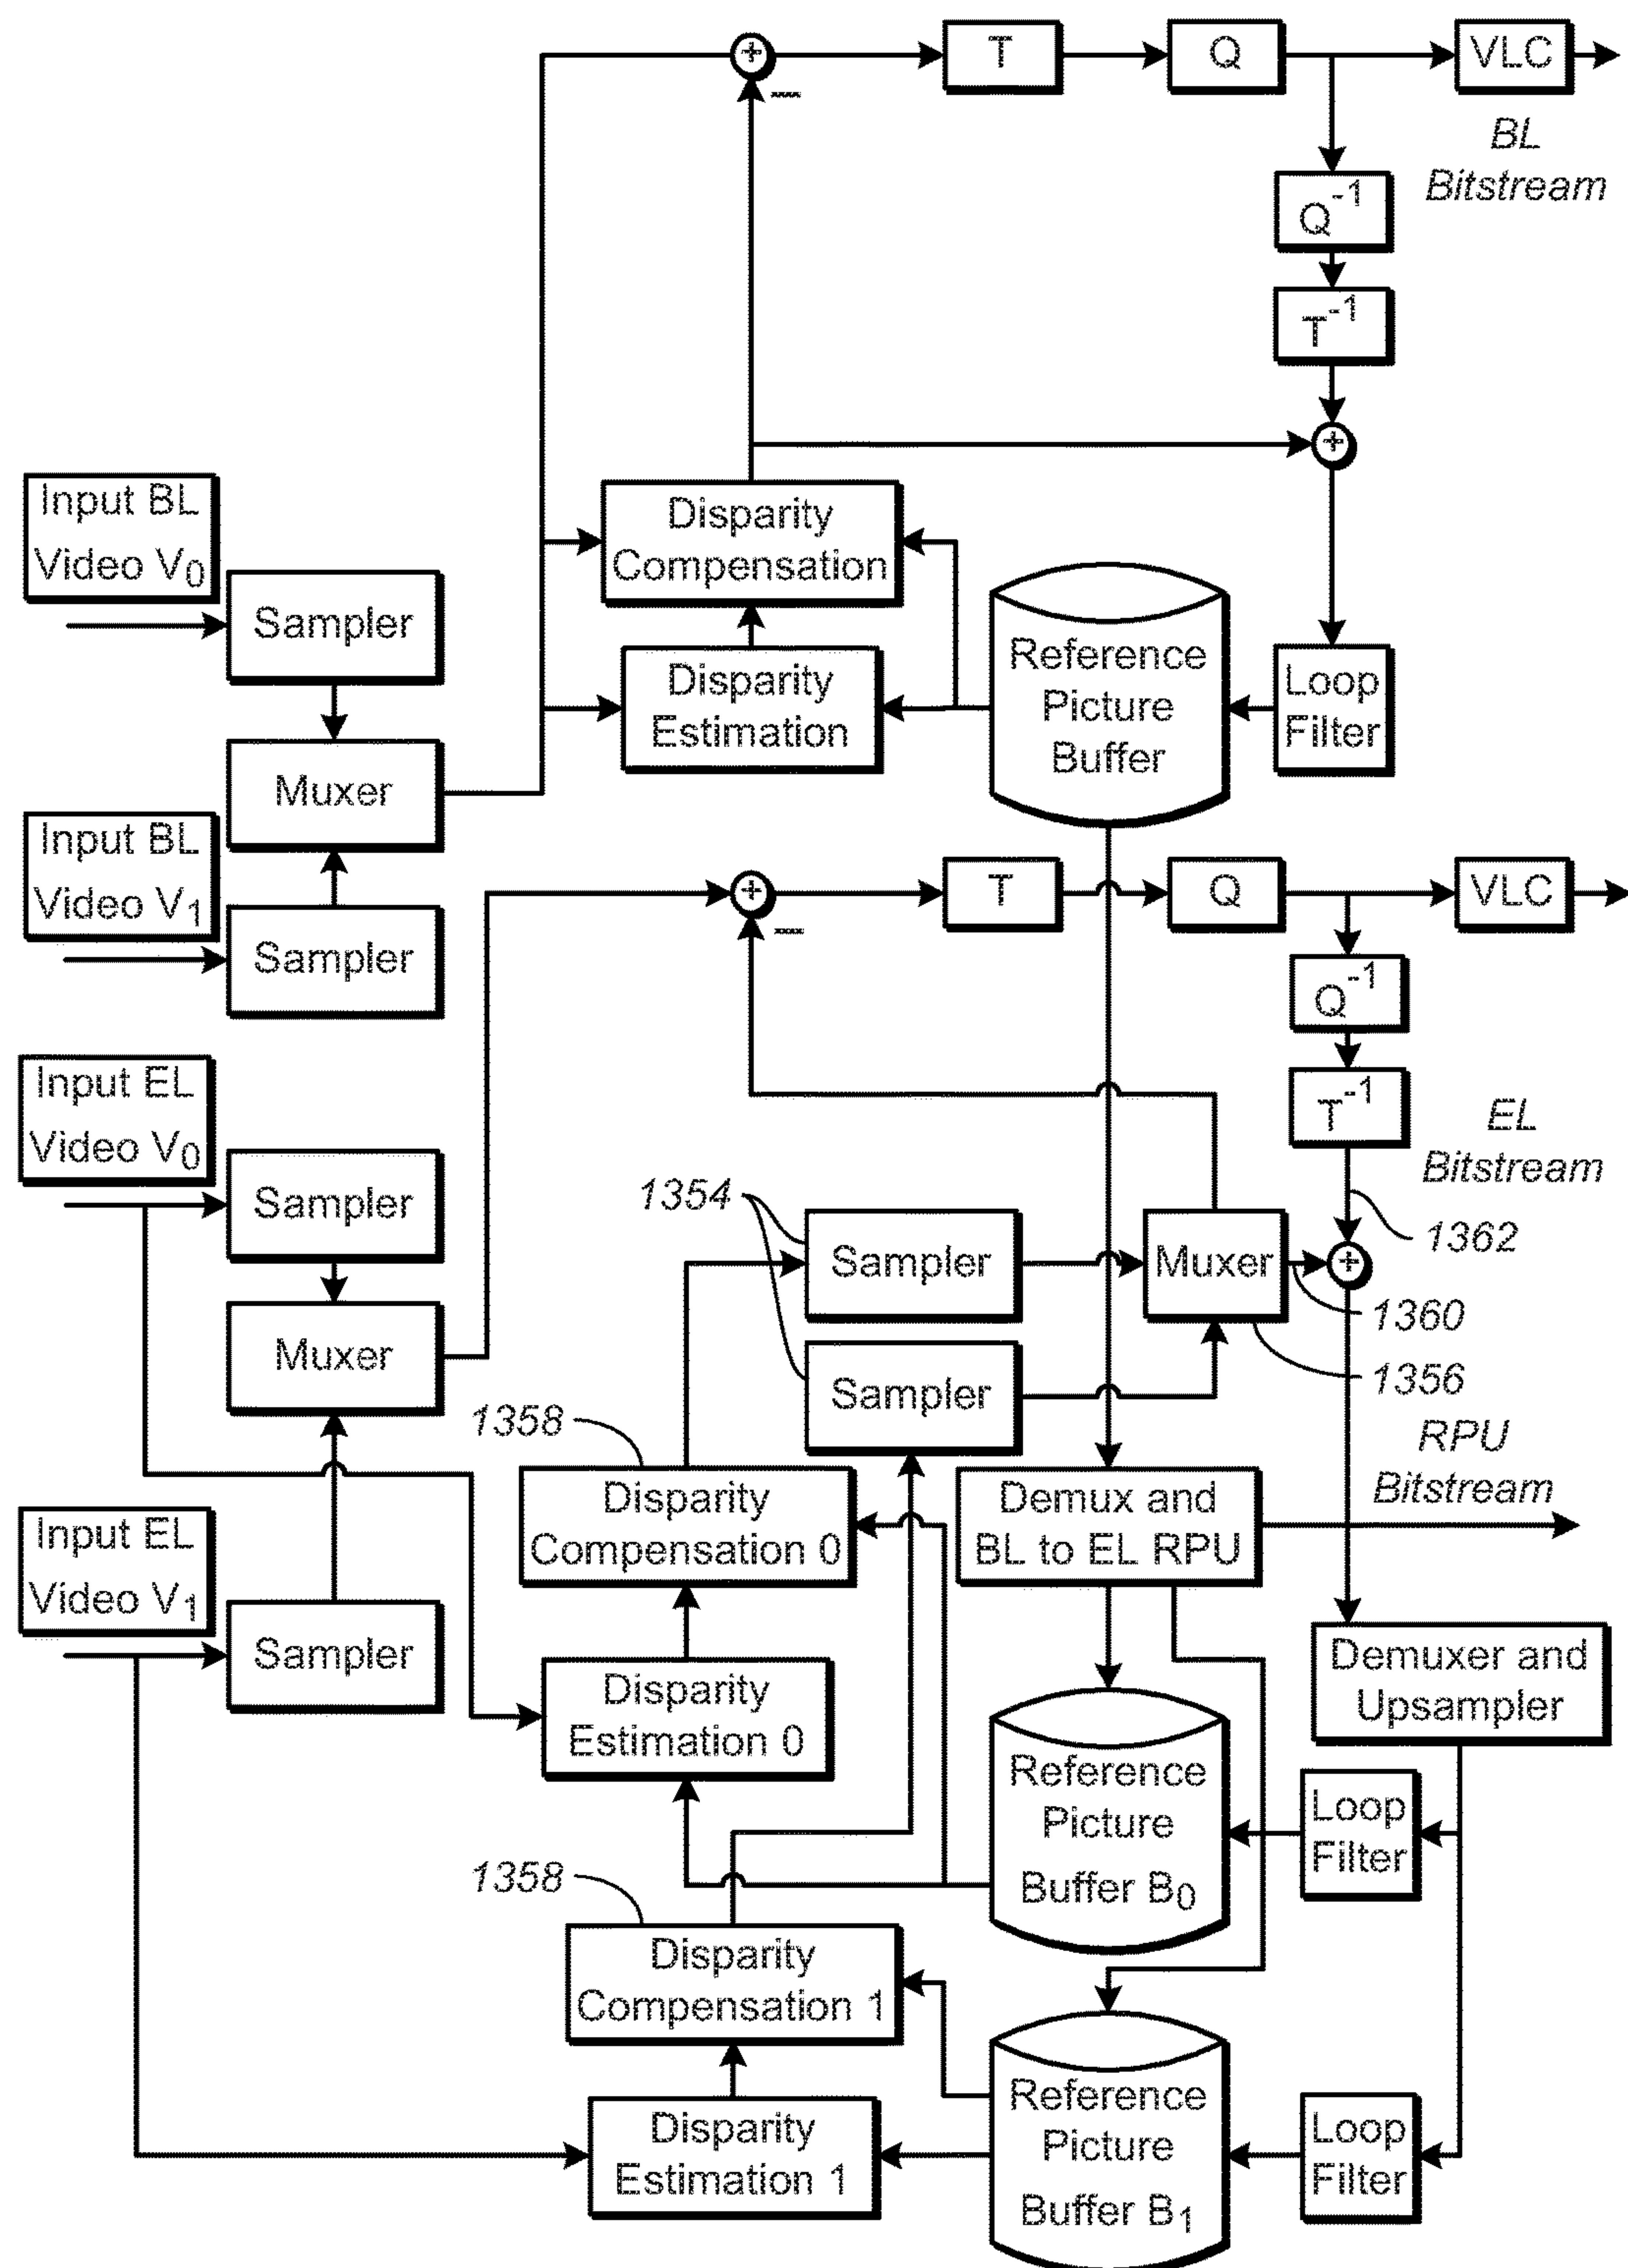 +
T
Q
VLC
—
BL
Bitstream
Q-1
T-1
+
Input BL
Video V0
Sampler
Disparity
Compensation
Disparity
Estimation
Reference
Picture
Buffer
Loop
Filter
Muxer
Input BL
Video V1
Sampler
+
T
Q
VLC
—
Q-1
T-1
EL
Bitstream
Input EL
Video V0
Sampler
1354
Sampler
Muxer
1362
+
1360
1356
Muxer
Sampler
1358
RPU
Bitstream
Disparity
Compensation 0
Demux and
BL to EL RPU
Input EL
Video V1
Sampler
Disparity
Estimation 0
Demuxer and
Upsampler
Reference
Picture
Buffer B0
Loop
Filter
1358
Disparity
Compensation 1
Disparity
Estimation 1
Reference
Picture
Buffer B1
Loop
Filter